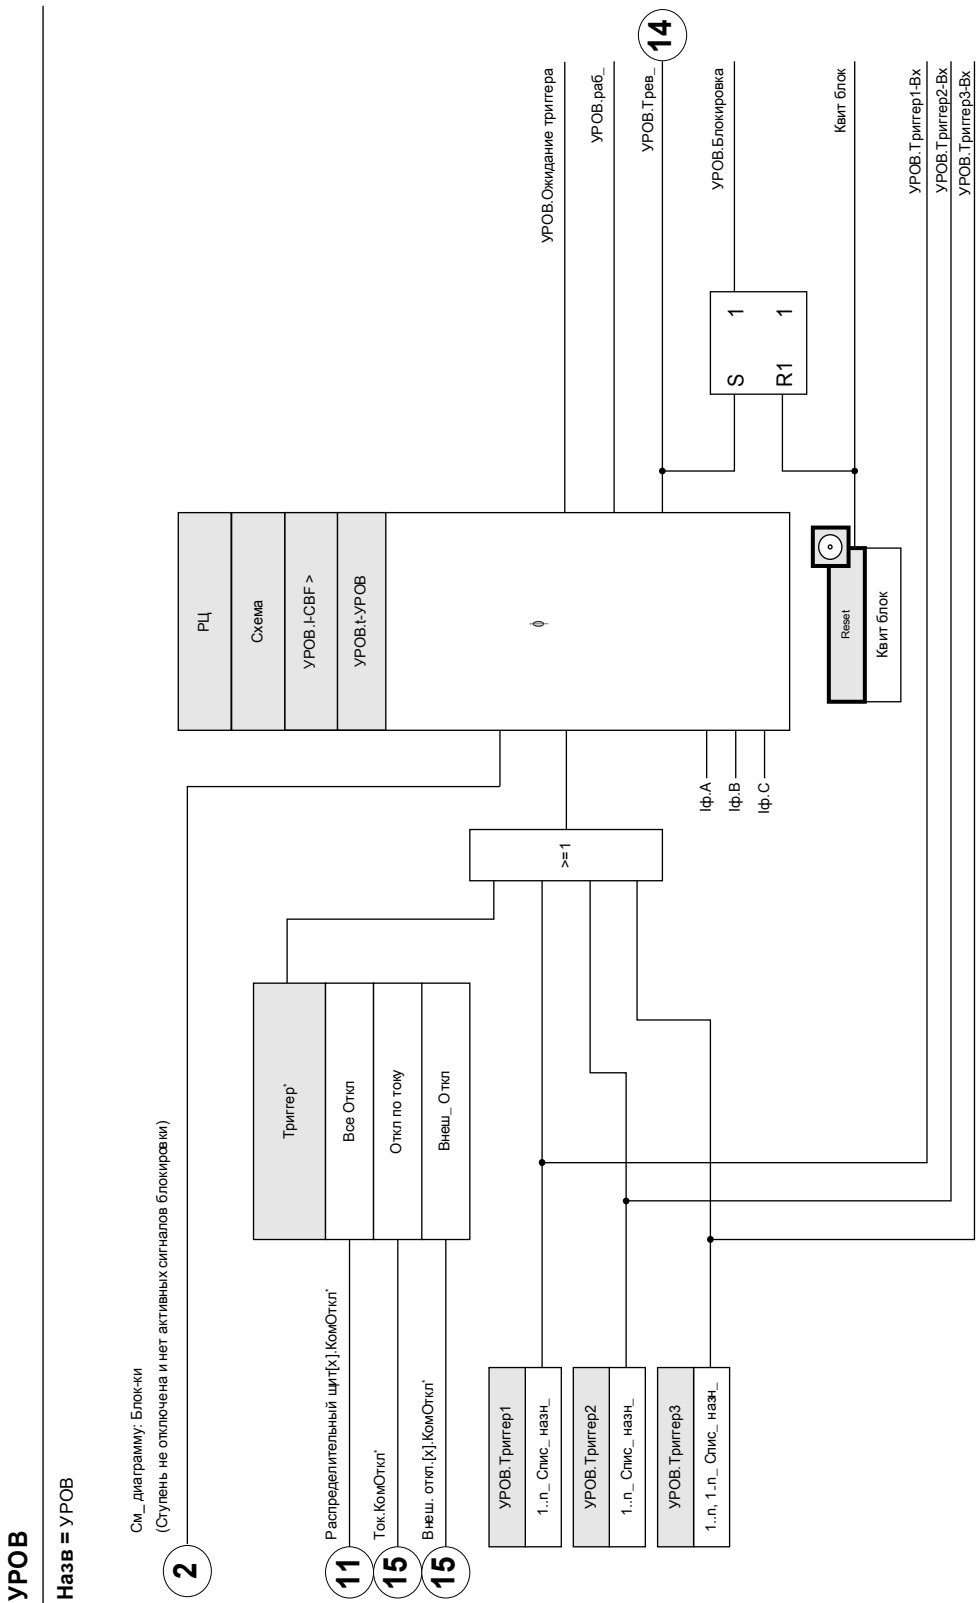 УРОВ
Назв = УРОВ
См_ диаграмму: Блок-ки
(Ступень не отключена и нет активных сигналов блокировки)
2
Распределительный щит[x].КомОткл*
11
Ток.КомОткл*
15
Внеш. откл.[x].КомОткл*
15
Триггер*
Все Откл
Откл по току
Внеш_ Откл
УРОВ.Триггер1
1..n_ Спис_ назн_
УРОВ.Триггер2
1..n_ Спис_ назн_
УРОВ.Триггер3
1..n, 1..n_ Спис_ назн_
>=1
Iф.A
Iф.B
Iф.C
РЦ
Схема
УРОВ.I-CBF >
УРОВ.t-УРОВ
φ
Reset
Квит блок
S 1
R1 1
УРОВ.Ожидание триггера
УРОВ.раб_
УРОВ.Трев_
14
УРОВ.Блокировка
Квит блок
УРОВ.Триггер1-Вх
УРОВ.Триггер2-Вх
УРОВ.Триггер3-Вх